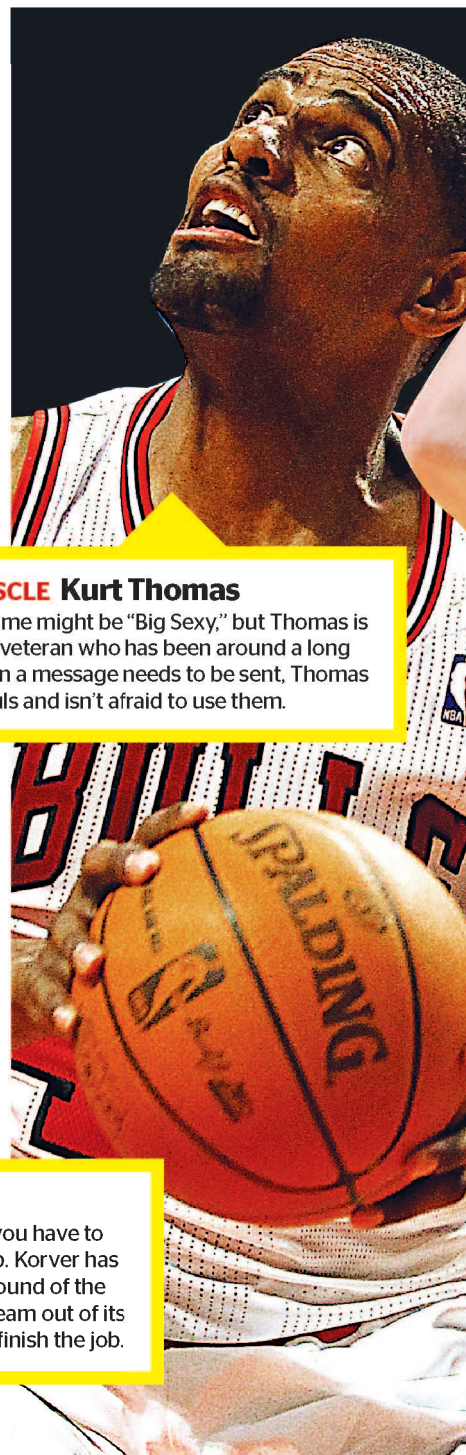 SCLE Kurt Thomas
me might be “Big Sexy,” but Thomas is
veteran who has been around a long
n a message needs to be sent, Thomas
ls and isn’t afraid to use them.
NBA
BULLS
SPALDING
you have to
o. Korver has
ound of the
eam out of its
finish the job.